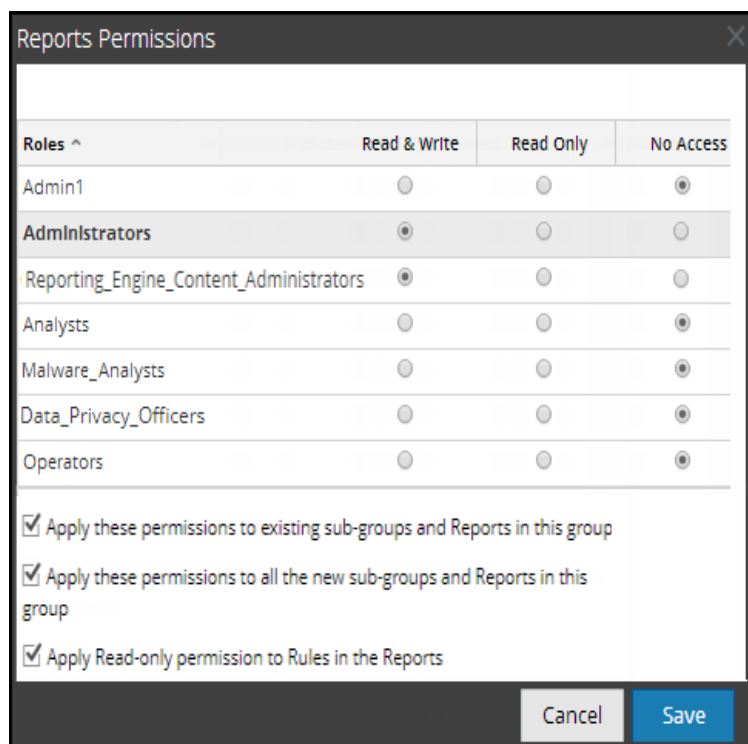 Reports Permissions
Roles Read & Write Read Only No Access
Admin1
Administrators
Reporting_Engine_Content_Administrators
Analysts
Malware_Analysts
Data_Privacy_Officers
Operators
Apply these permissions to existing sub-groups and Reports in this group
Apply these permissions to all the new sub-groups and Reports in this
group
Apply Read-only permission to Rules in the Reports
Cancel Save